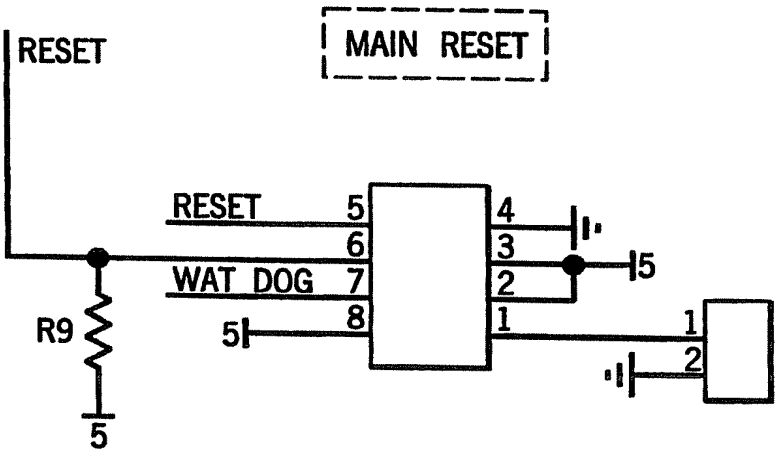 RESET
MAIN RESET
RESET 5 4
6 3 5
WAT DOG 7 2
5 8 1 1
R9 2
5